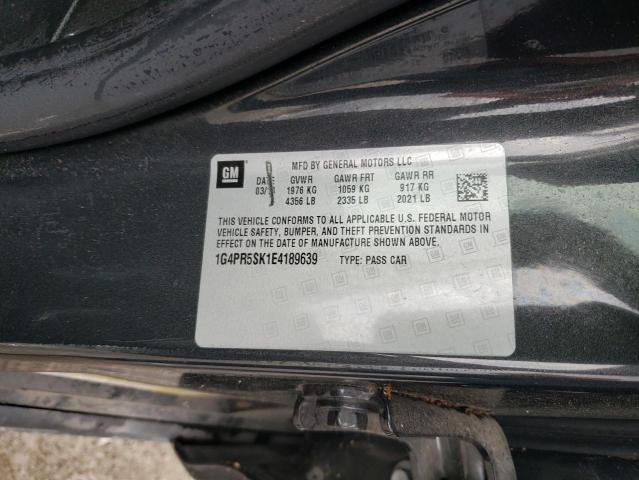 GM
MFD BY GENERAL MOTORS LLC
DATE GVWR GAWR FRT GAWR RR
03/ 1976 KG 1059 KG 917 KG
4356 LB 2335 LB 2021 LB
THIS VEHICLE CONFORMS TO ALL APPLICABLE U.S. FEDERAL MOTOR
VEHICLE SAFETY, BUMPER, AND THEFT PREVENTION STANDARDS IN
EFFECT ON THE DATE OF MANUFACTURE SHOWN ABOVE.
1G4PR5SK1E4189639 TYPE: PASS CAR